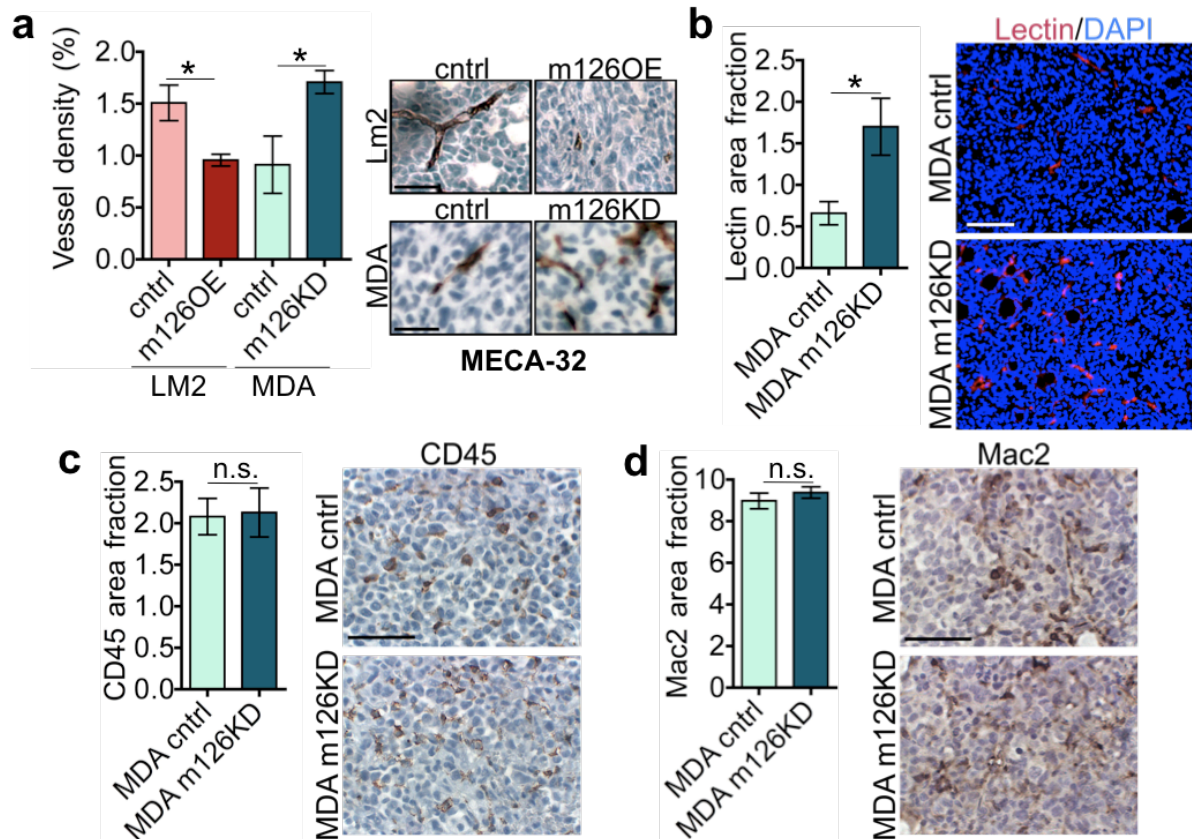 a
Vessel density (%)
2.0
1.5
1.0
0.5
0.0
*
*
cntrl
m126OE
cntrl
m126KD
LM2
MDA
cntrl
m126OE
Lm2
cntrl
m126KD
MDA
MECA-32
b
Lectin area fraction
2.5
2.0
1.5
1.0
0.5
0.0
*
MDA cntrl
MDA m126KD
Lectin/DAPI
MDA cntrl
MDA m126KD
c
CD45 area fraction
2.5
2.0
1.5
1.0
0.5
0.0
n.s.
MDA cntrl
MDA m126KD
CD45
MDA cntrl
MDA m126KD
d
Mac2 area fraction
10
8
6
4
2
0
n.s.
MDA cntrl
MDA m126KD
Mac2
MDA cntrl
MDA m126KD